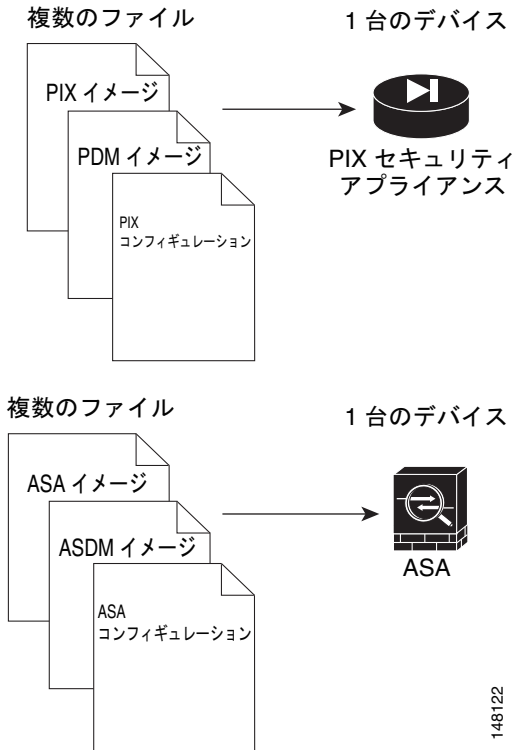 複数のファイル
1 台のデバイス
PIX イメージ
PDM イメージ
PIX
コンフィギュレーション
PIX セキュリティ
アプライアンス
複数のファイル
1 台のデバイス
ASA イメージ
ASDM イメージ
ASA
コンフィギュレーション
ASA
148122